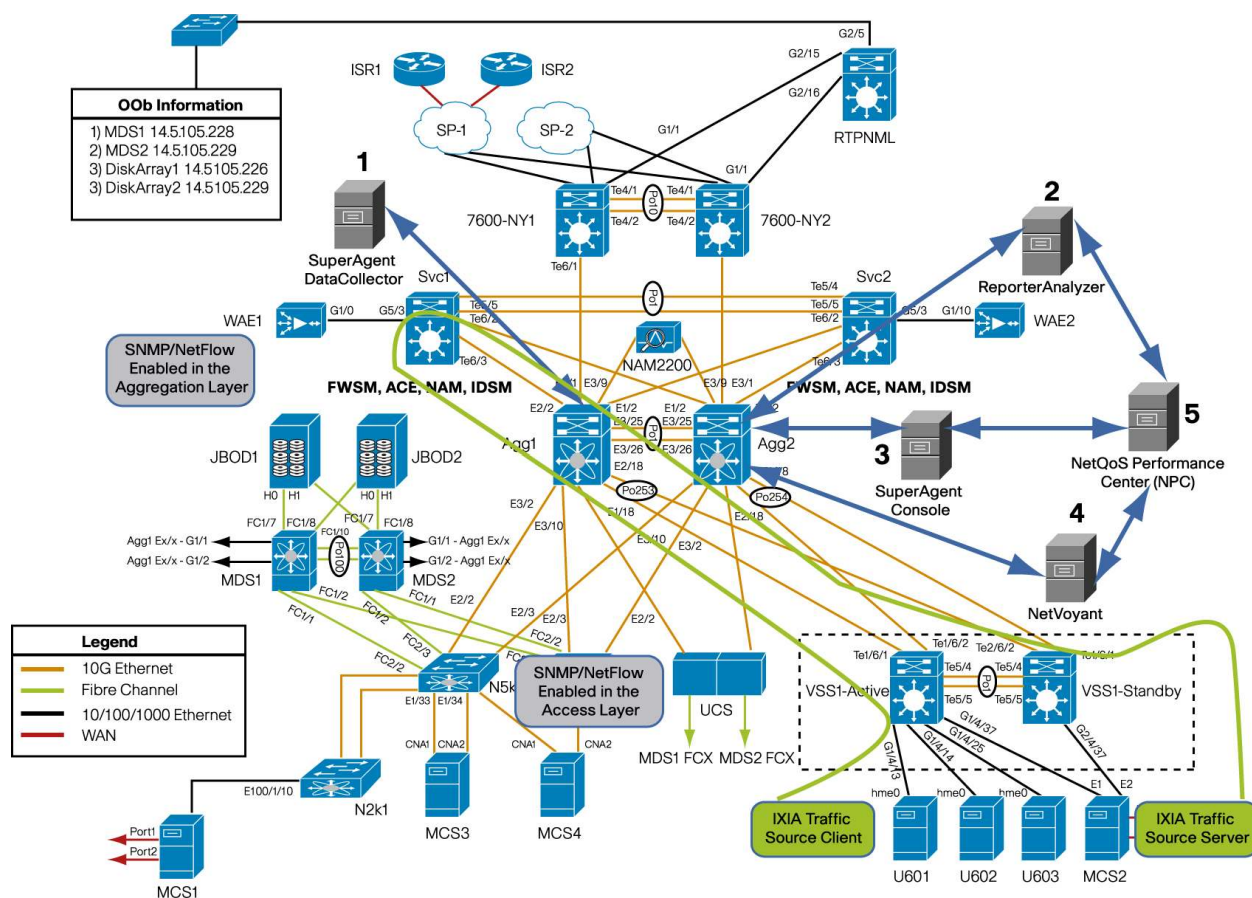 G2/5
G2/15
G2/16
ISR1
ISR2
SP-1
SP-2
G1/1
RTPNML
OOb Information
1) MDS1 14.5.105.228
2) MDS2 14.5.105.229
3) DiskArray1 14.5105.226
3) DiskArray2 14.5105.229
1
G1/1
2
Te4/1
Te4/1
Po10
Te4/2
Te4/2
7600-NY1
7600-NY2
SuperAgent
DataCollector
Te6/1
ReporterAnalyzer
Svc1
Svc2
Te5/4
Po1
Te5/5
Te5/5
G1/0
G5/3
Te6/2
Te6/2
G5/3
G1/10
WAE1
WAE2
NAM2200
SNMP/NetFlow
Enabled in the
Aggregation Layer
Te6/3
Te6/3
FWSM, ACE, NAM, IDSM
E3/9
E3/9
E3/1
FWSM, ACE, NAM, IDSM
E2/2
E1/2
E1/2
E3/25
E3/25
Agg1
Agg2
E3/26
E3/26
E2/18
5
NetQoS Performance
Center (NPC)
3
SuperAgent
Console
JBOD1
JBOD2
H0
H1
H0
H1
Po253
Po254
E3/2
E1/18
E2/18
E3/10
E3/10
E3/2
4
NetVoyant
FC1/7
FC1/8
FC1/7
FC1/8
FC1/10
Po100
Agg1 Ex/x - G1/1
G1/1 - Agg1 Ex/x
Agg1 Ex/x - G1/2
G1/2 - Agg1 Ex/x
MDS1
MDS2
FC1/1
FC1/2
FC1/2
FC1/1
E2/2
E2/3
E2/2
E2/2
FC2/2
FC2/3
FC2/2
Legend
10G Ethernet
Fibre Channel
10/100/1000 Ethernet
WAN
N5k
SNMP/NetFlow
Enabled in the
Access Layer
UCS
Te1/6/1
Te1/6/2
Te2/6/2
Te5/4
Te5/4
Po1
VSS1-Active
VSS1-Standby
Te5/5
Te5/5
E1/33
E1/34
CNA1
CNA2
CNA1
CNA2
MDS1 FCX
MDS2 FCX
G1/4/13
G1/4/14
G1/4/25
G1/4/37
G2/4/37
E100/1/10
N2k1
MCS3
MCS4
hme0
hme0
hme0
E1
E2
IXIA Traffic
Source Client
IXIA Traffic
Source Server
Port1
Port2
MCS1
U601
U602
U603
MCS2